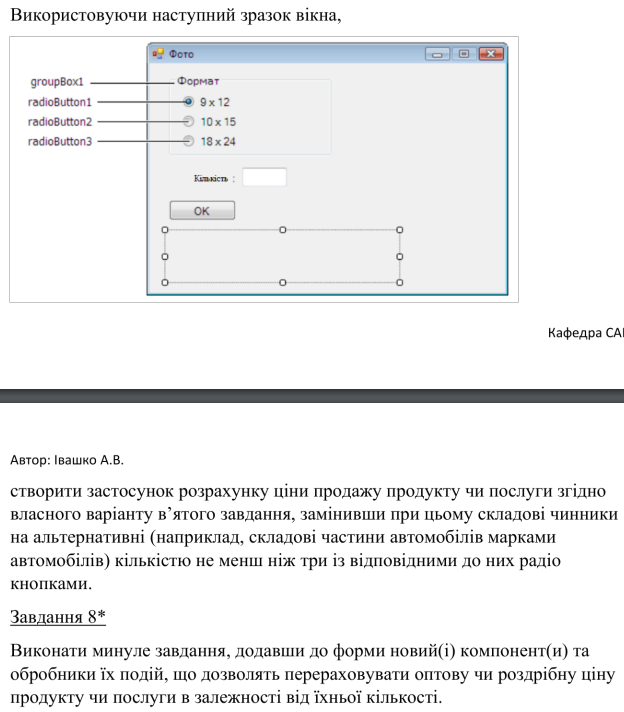 Використовуючи наступний зразок вікна,
Фото
groupBox1
Формат
radioButton1
9 x 12
radioButton2
10 x 15
radioButton3
18 x 24
Кількість :
OK
Кафедра
Автор: Івашко А.В.
створити застосунок розрахунку ціни продажу продукту чи послуги згідно
власного варіанту в’ятого завдання, замінивши при цьому складові чинники
на альтернативні (наприклад, складові частини автомобілів марками
автомобілів) кількістю не менш ніж три із відповідними до них радіо
кнопками.
Завдання 8*
Виконати минуле завдання, додавши до форми новий(і) компонент(и) та
обробники їх подій, що дозволять перераховувати оптову чи роздрібну ціну
продукту чи послуги в залежності від їхньої кількості.